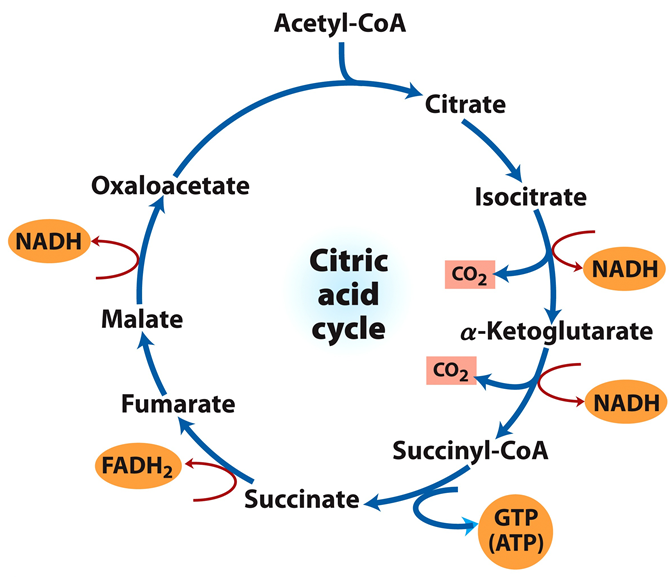 Acetyl-CoA
Citrate
Isocitrate
NADH
CO₂
α-Ketoglutarate
CO₂
NADH
Succinyl-CoA
GTP
(ATP)
Succinate
FADH₂
Fumarate
Malate
NADH
Oxaloacetate
Citric
acid
cycle